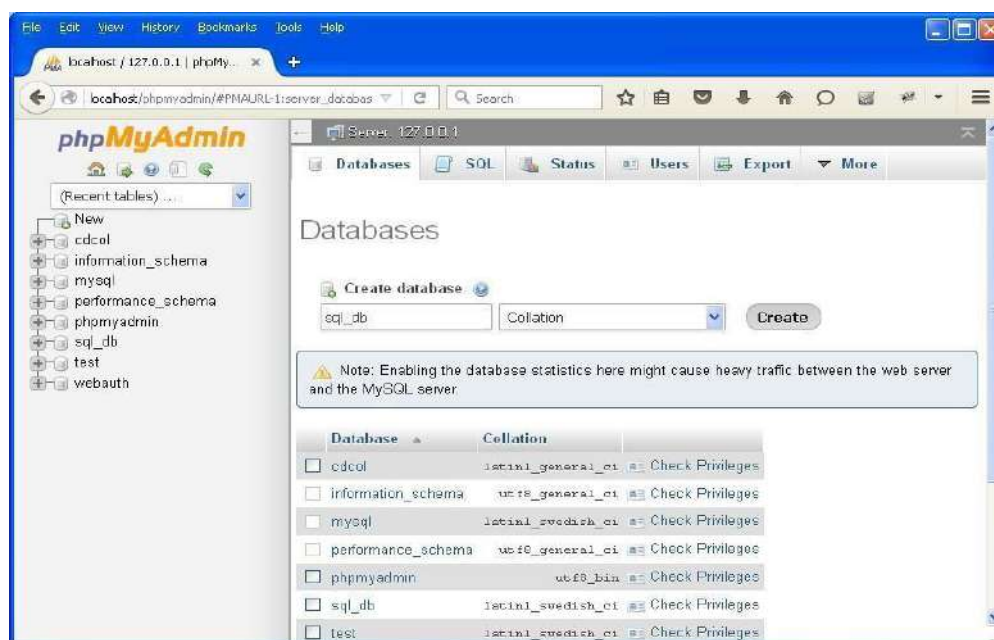 File Edit View History Bookmarks Tools Help
localhost / 127.0.0.1 | phpMy...
localhost/phpmyadmin/#PMAURL-1:server_databas
Search
phpMyAdmin
Server: 127.0.0.1
Databases SQL Status Users Export More
(Recent tables) ...
New
cdcol
information_schema
mysql
performance_schema
phpmyadmin
sql_db
test
webauth
Databases
Create database
sql_db Collation Create
Note: Enabling the database statistics here might cause heavy traffic between the web server
and the MySQL server.
Database Collation
cdcol latin1_general_ci Check Privileges
information_schema utf8_general_ci Check Privileges
mysql latin1_swedish_ci Check Privileges
performance_schema utf8_general_ci Check Privileges
phpmyadmin utf8_bin Check Privileges
sql_db latin1_swedish_ci Check Privileges
test latin1_swedish_ci Check Privileges